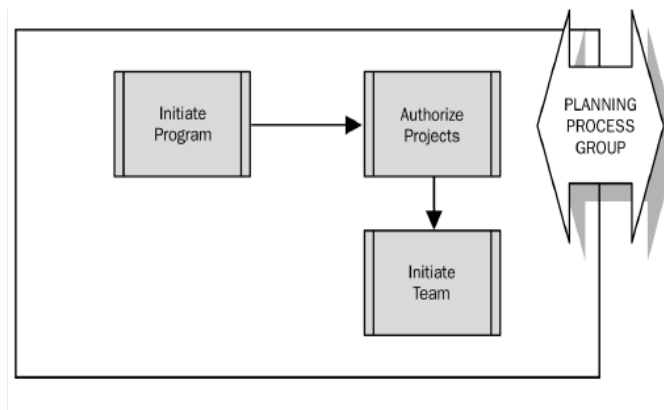 Initiate
Program
Authorize
Projects
PLANNING
PROCESS
GROUP
Initiate
Team